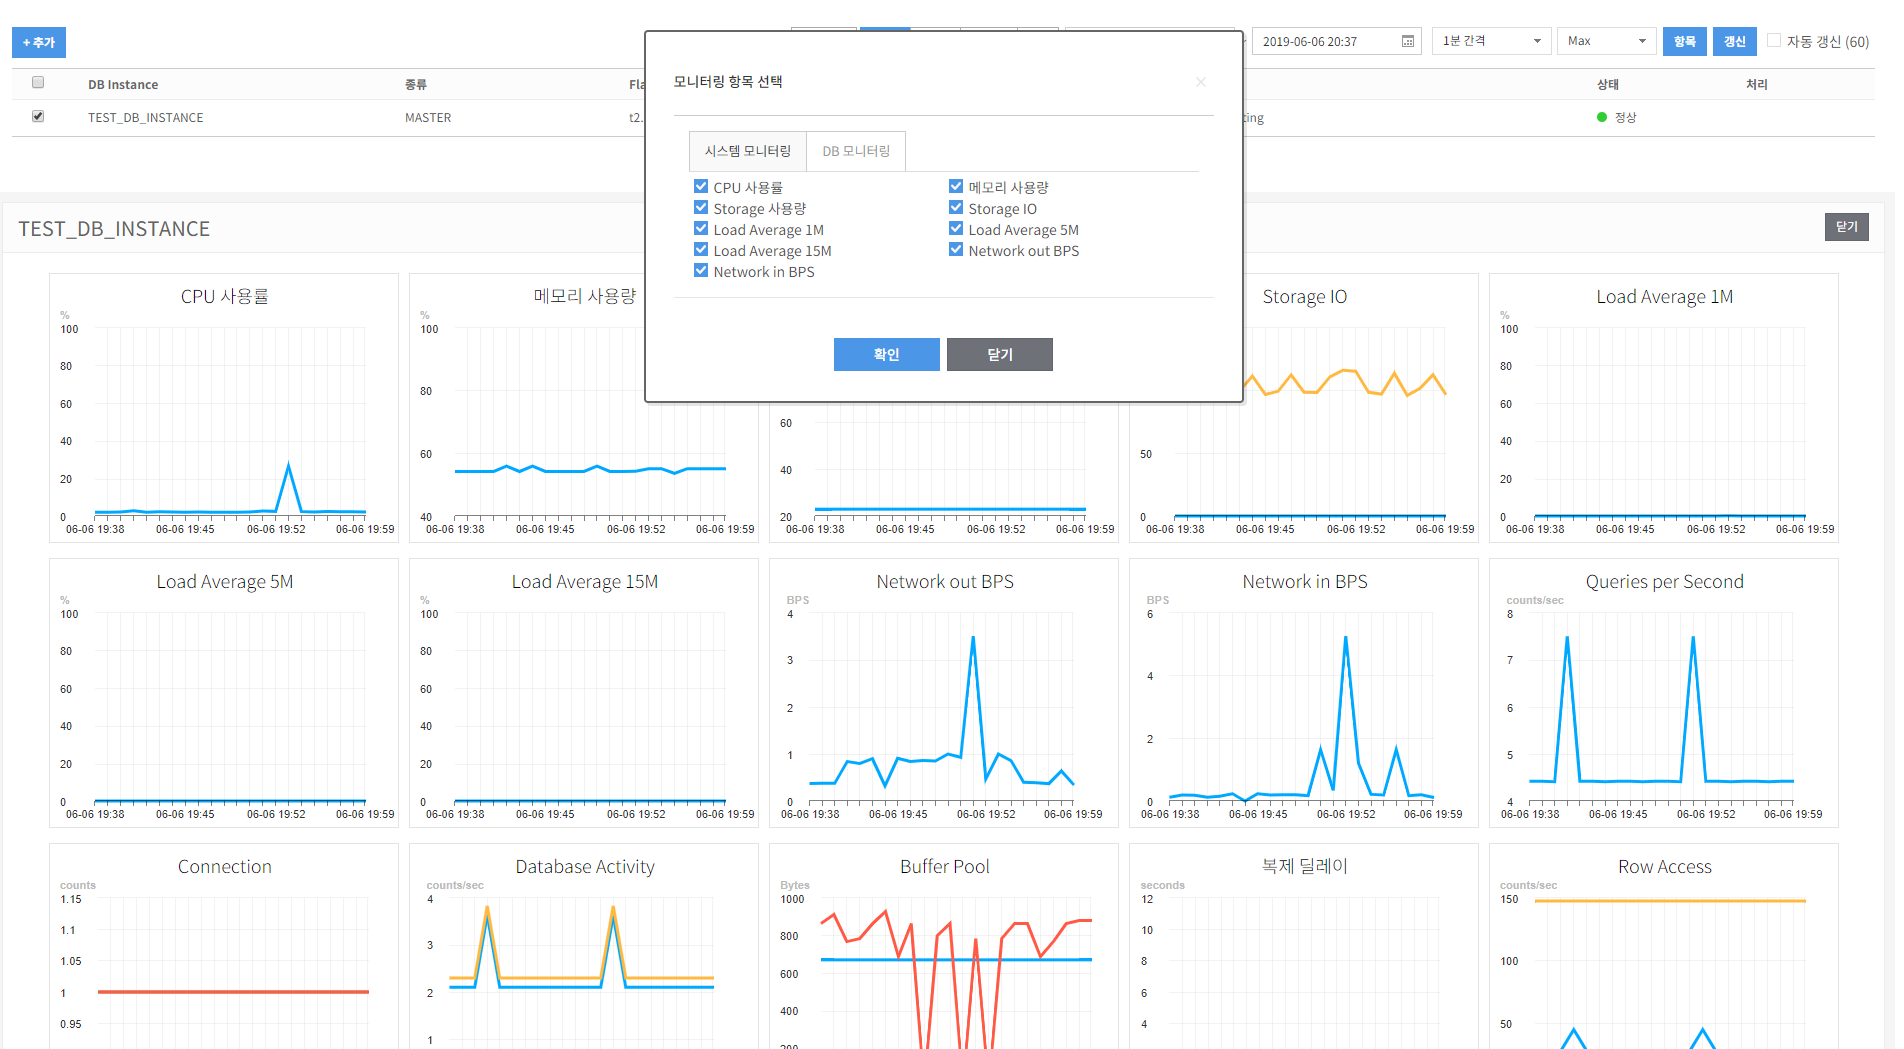 + 추가
2019-06-06 20:37
1분 간격
Max
항목
갱신
자동 갱신 (60)
DB Instance 종류 상태 처리
TEST_DB_INSTANCE MASTER t2. 정상
모니터링 항목 선택
시스템 모니터링 DB 모니터링
CPU 사용률 메모리 사용량
Storage 사용량 Storage IO
Load Average 1M Load Average 5M
Load Average 15M Network out BPS
Network in BPS
확인 닫기
TEST_DB_INSTANCE 닫기
CPU 사용률
%
100
80
60
40
20
0
06-06 19:38 06-06 19:45 06-06 19:52 06-06 19:59
메모리 사용량
%
100
80
60
40
06-06 19:38 06-06 19:45 06-06 19:52 06-06 19:59
60
40
20
06-06 19:38 06-06 19:45 06-06 19:52 06-06 19:59
Storage IO
50
0
06-06 19:38 06-06 19:45 06-06 19:52 06-06 19:59
Load Average 1M
%
100
80
60
40
20
0
06-06 19:38 06-06 19:45 06-06 19:52 06-06 19:59
Load Average 5M
%
100
80
60
40
20
0
06-06 19:38 06-06 19:45 06-06 19:52 06-06 19:59
Load Average 15M
%
100
80
60
40
20
0
06-06 19:38 06-06 19:45 06-06 19:52 06-06 19:59
Network out BPS
BPS
4
3
2
1
0
06-06 19:38 06-06 19:45 06-06 19:52 06-06 19:59
Network in BPS
BPS
6
4
2
0
06-06 19:38 06-06 19:45 06-06 19:52 06-06 19:59
Queries per Second
counts/sec
8
7
6
5
4
06-06 19:38 06-06 19:45 06-06 19:52 06-06 19:59
Connection
counts
1.15
1.1
1.05
1
0.95
Database Activity
counts/sec
4
3
2
1
Buffer Pool
Bytes
1000
800
600
400
200
복제 딜레이
seconds
12
10
8
6
4
Row Access
counts/sec
150
100
50